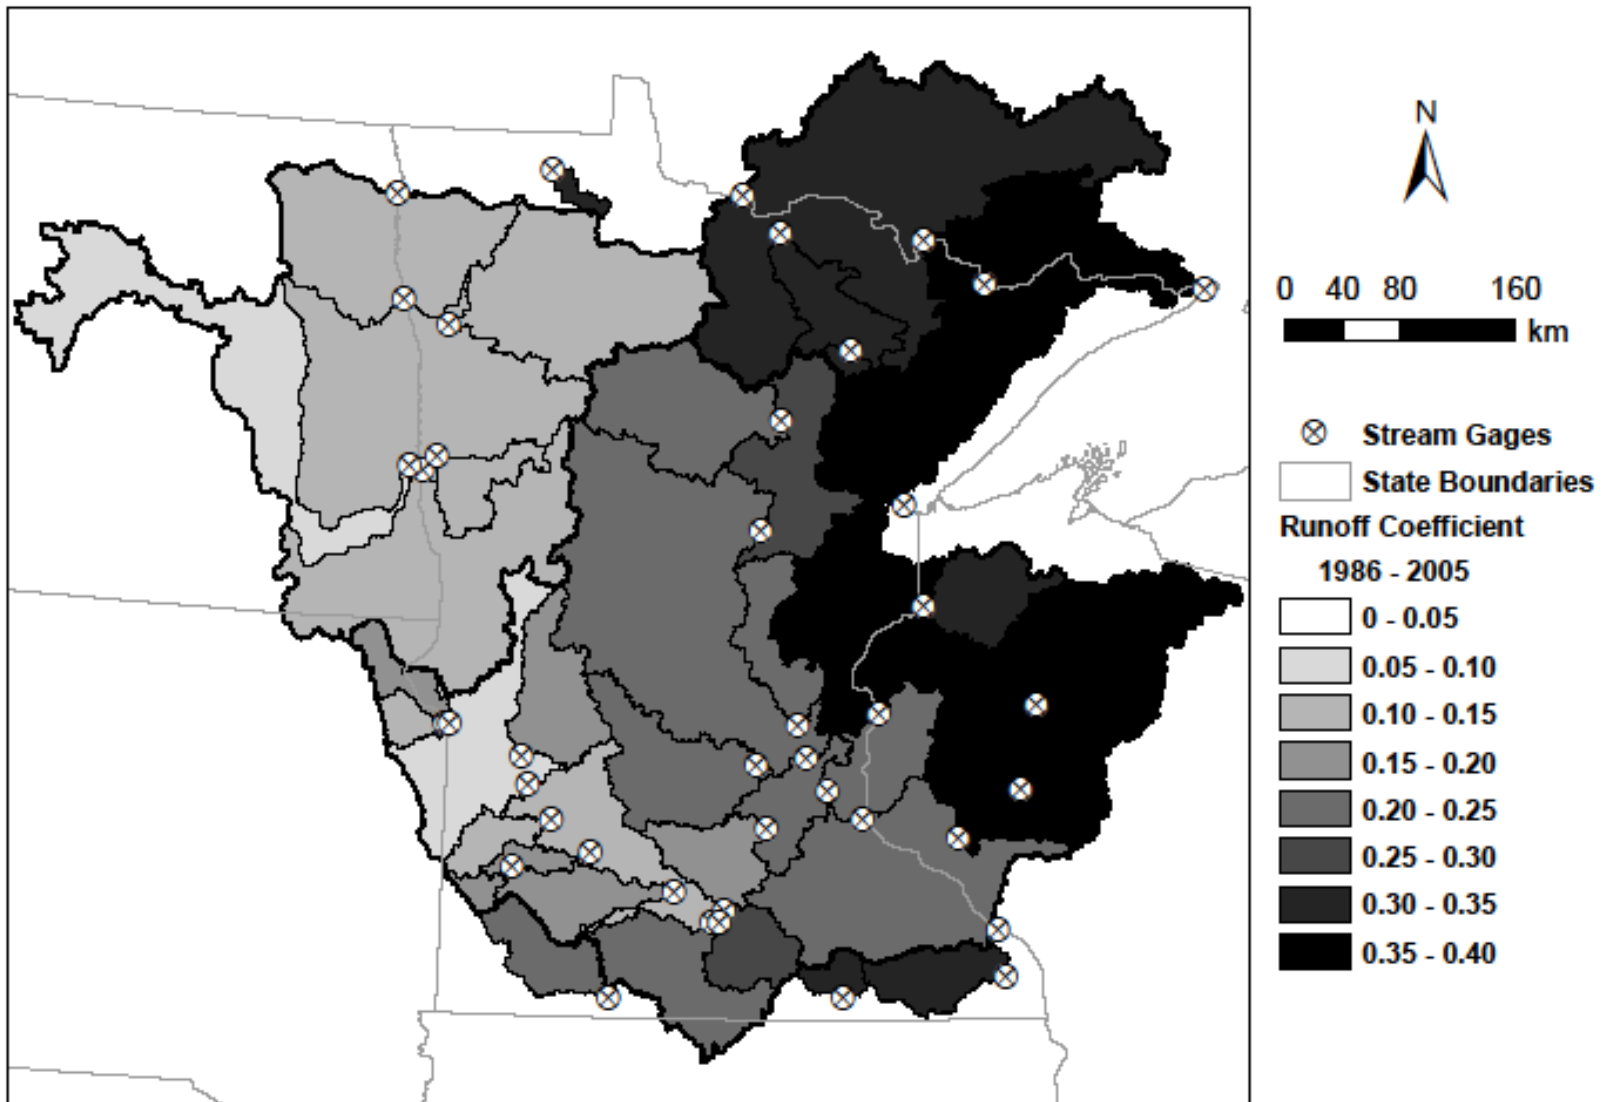 N
0 40 80 160
km
Stream Gages
State Boundaries
Runoff Coefficient
1986 - 2005
0 - 0.05
0.05 - 0.10
0.10 - 0.15
0.15 - 0.20
0.20 - 0.25
0.25 - 0.30
0.30 - 0.35
0.35 - 0.40